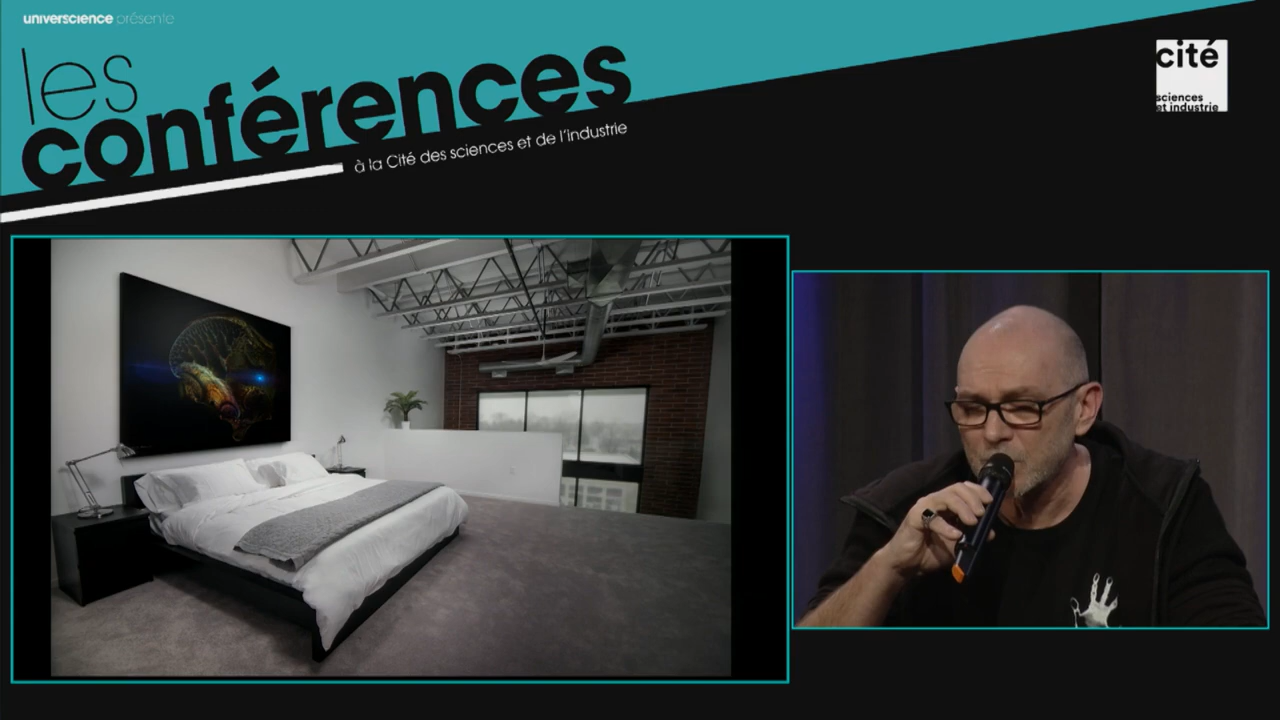 universcience présente
les
conférences
à la Cité des sciences et de l'industrie
cité
sciences
et industrie